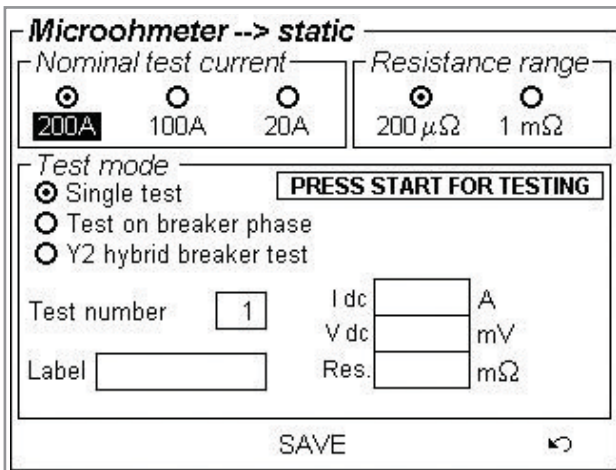 Microohmeter --> static
Nominal test current
Resistance range
200A 100A 20A
200 μΩ 1 mΩ
Test mode
Single test
PRESS START FOR TESTING
Test on breaker phase
Y2 hybrid breaker test
Test number 1
I dc A
V dc mV
Label
Res. mΩ
SAVE